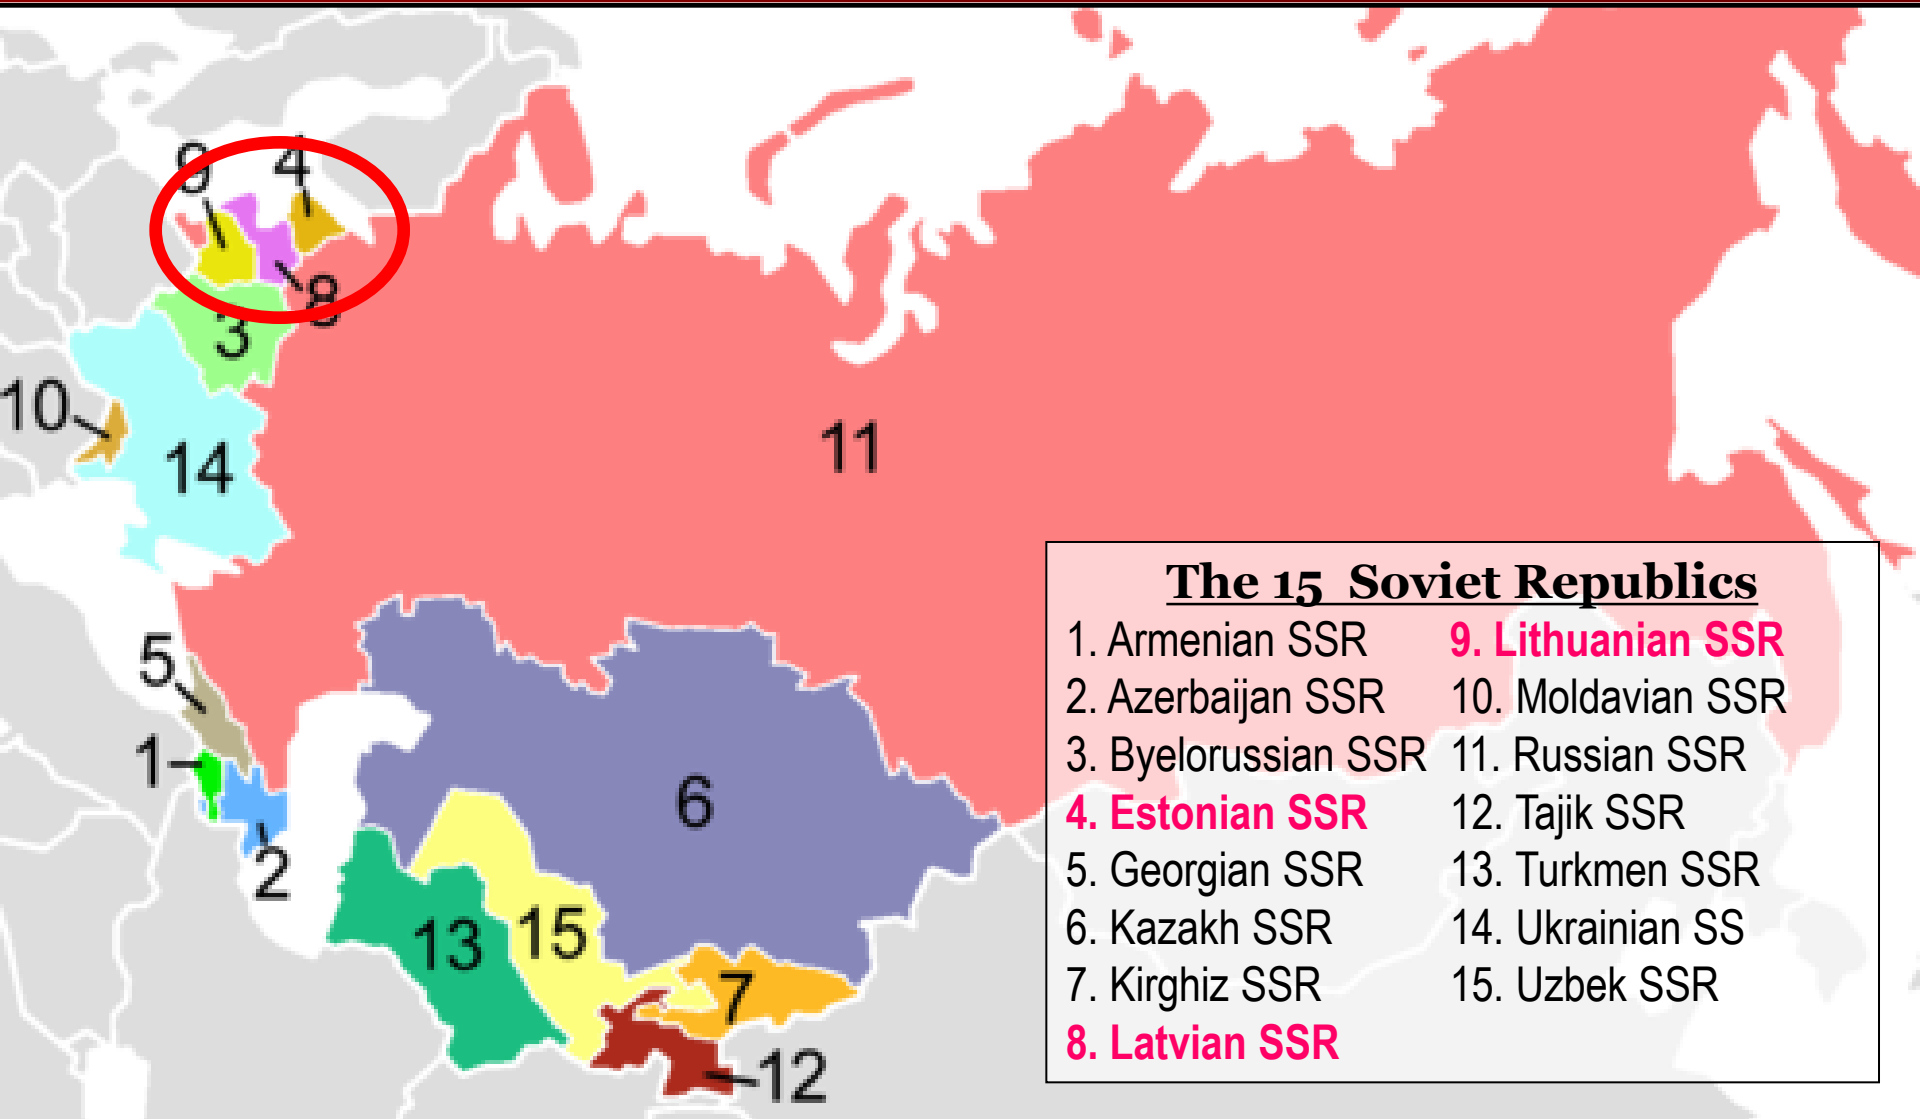 9
4
8
3
10
14
11
5
1
2
6
13
15
7
12
The 15 Soviet Republics
1. Armenian SSR
2. Azerbaijan SSR
3. Byelorussian SSR
4. Estonian SSR
5. Georgian SSR
6. Kazakh SSR
7. Kirghiz SSR
8. Latvian SSR
9. Lithuanian SSR
10. Moldavian SSR
11. Russian SSR
12. Tajik SSR
13. Turkmen SSR
14. Ukrainian SS
15. Uzbek SSR